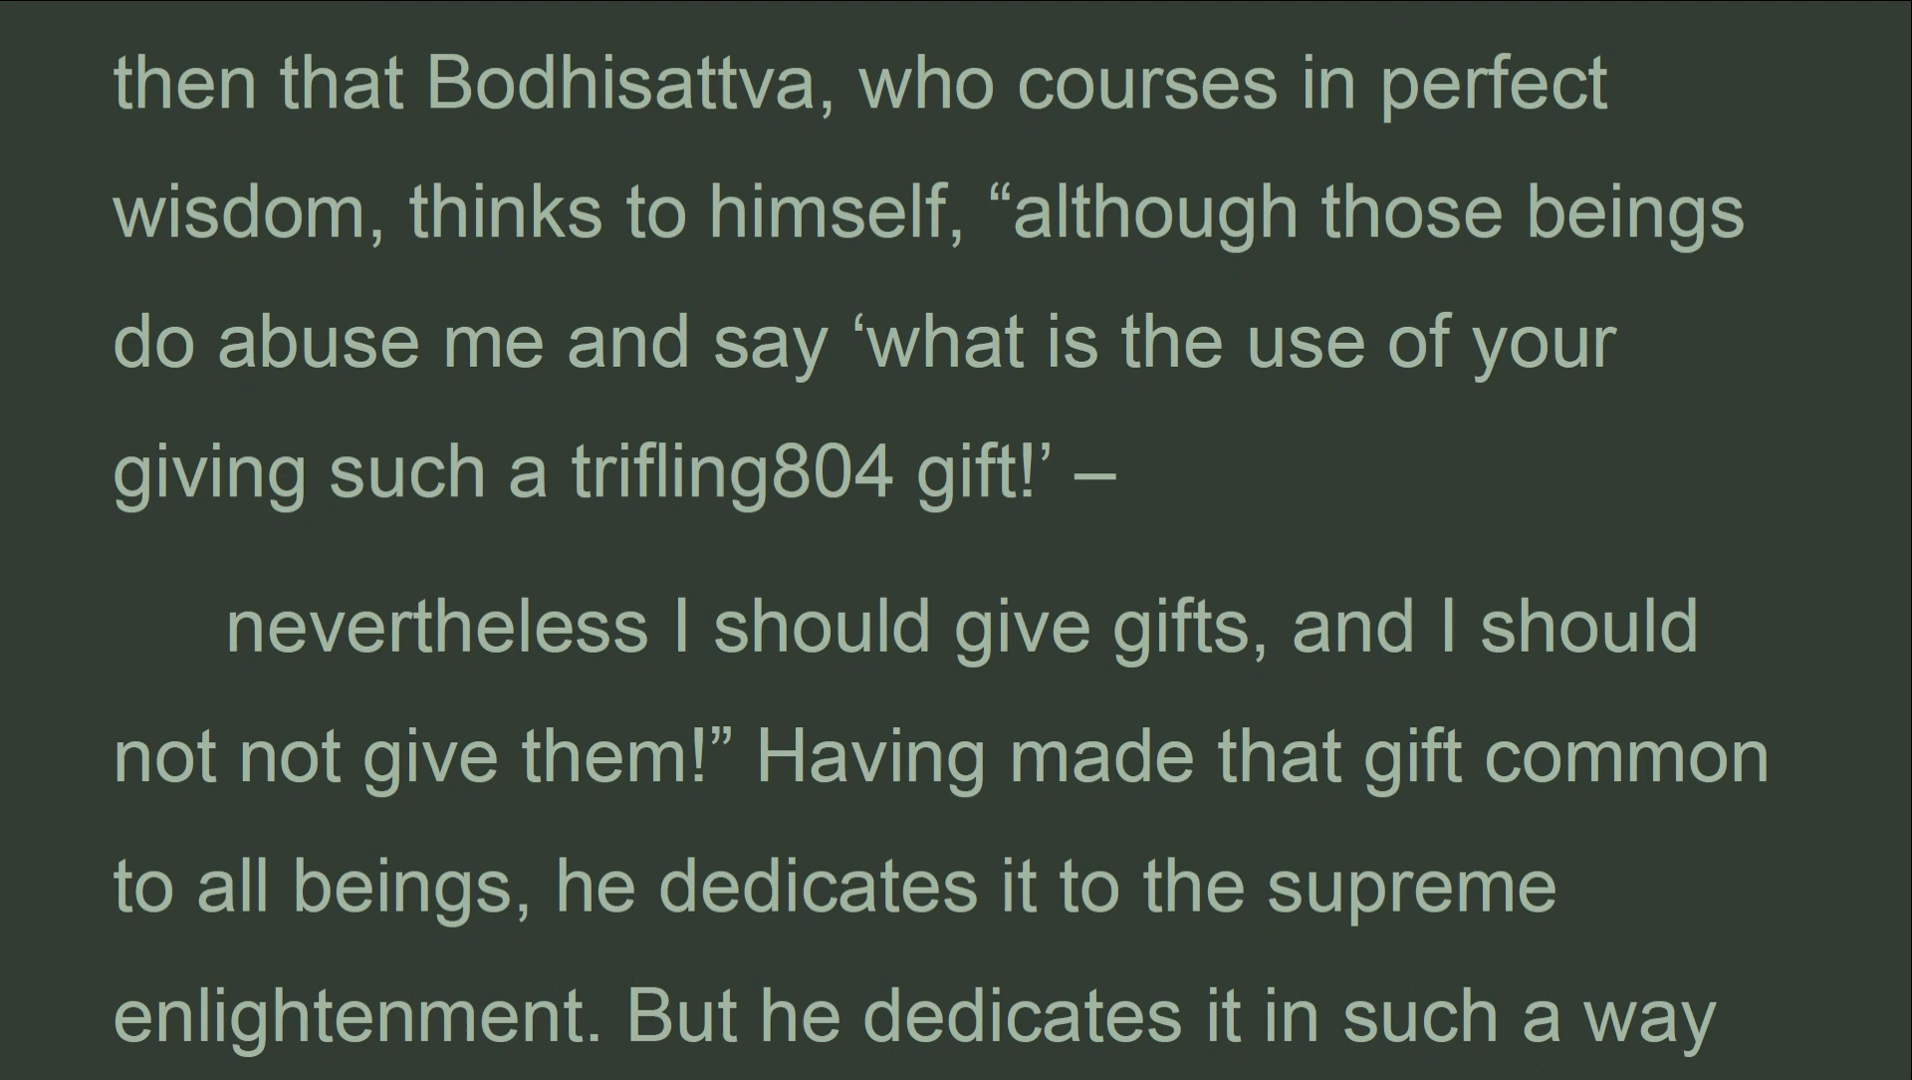 then that Bodhisattva, who courses in perfect
wisdom, thinks to himself, “although those beings
do abuse me and say ‘what is the use of your
giving such a trifling804 gift!’ –
nevertheless I should give gifts, and I should
not not give them!” Having made that gift common
to all beings, he dedicates it to the supreme
enlightenment. But he dedicates it in such a way